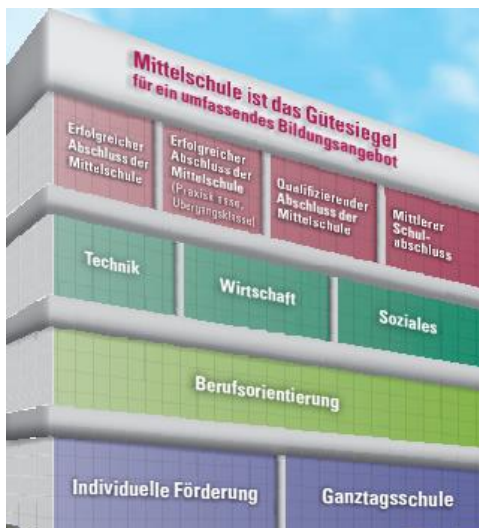 Mittelschule ist das Gütesiegel
für ein umfassendes Bildungsangebot
Erfolgreicher
Abschluss der
Mittelschule
Erfolgreicher
Abschluss der
Mittelschule
(Praxisklasse,
Übergangsklasse)
Qualifizierender
Abschluss der
Mittelschule
Mittlerer
Schul-
abschluss
Technik
Wirtschaft
Soziales
Berufsorientierung
Individuelle Förderung
Ganztagsschule